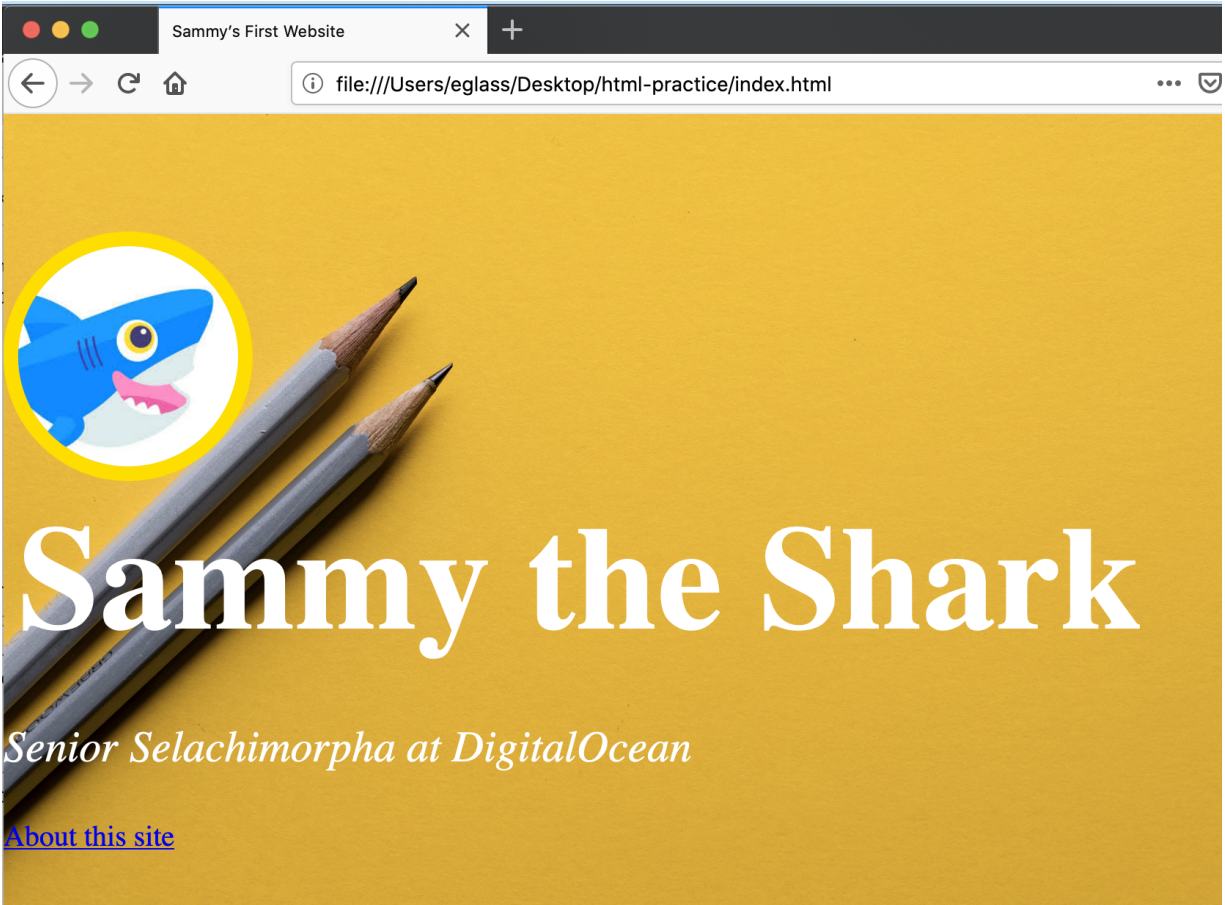 Sammy’s First Website
file:///Users/eglass/Desktop/html-practice/index.html
Sammy the Shark
Senior Selachimorpha at DigitalOcean
About this site